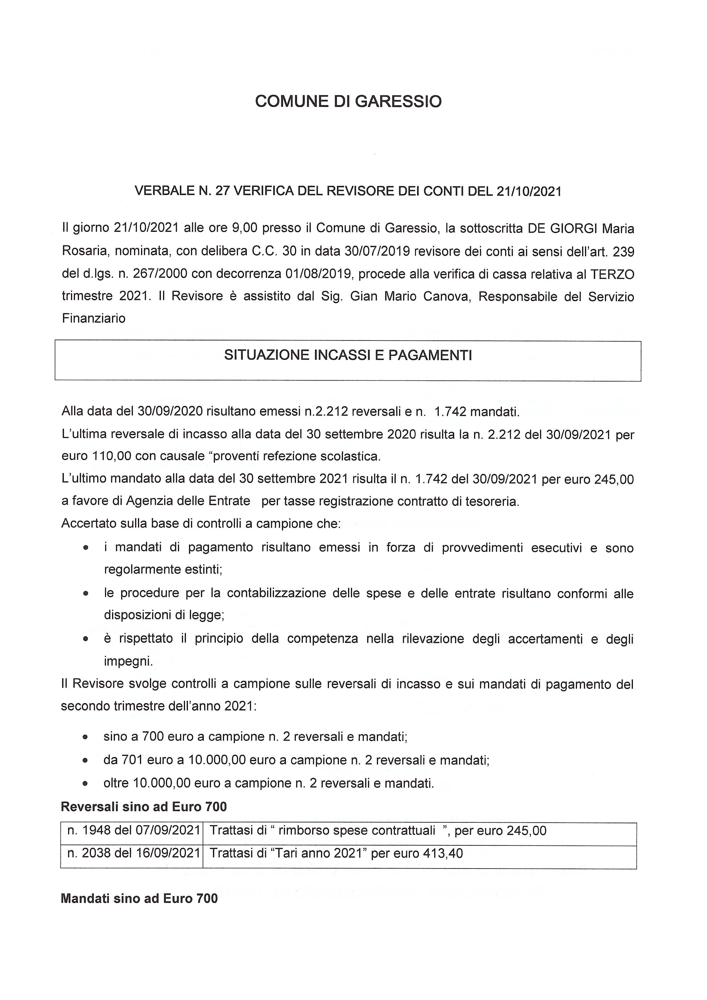 COMUNE DI GARESSIO
VERBALE N. 27 VERIFICA DEL REVISORE DEI CONTI DEL 21/10/2021
Il giorno 21/10/2021 alle ore 9,00 presso il Comune di Garessio, la sottoscritta DE GIORGI Maria
Rosaria, nominata, con delibera C.C. 30 in data 30/07/2019 revisore dei conti ai sensi dell'art. 239
del d.lgs. n. 267/2000 con decorrenza 01/08/2019, procede alla verifica di cassa relativa al TERZO
trimestre 2021. Il Revisore è assistito dal Sig. Gian Mario Canova, Responsabile del Servizio
Finanziario
SITUAZIONE INCASSI E PAGAMENTI
Alla data del 30/09/2020 risultano emessi n.2.212 reversali e n.  1.742 mandati.
L'ultima reversale di incasso alla data del 30 settembre 2020 risulta la n. 2.212 del 30/09/2021 per
euro 110,00 con causale “proventi refezione scolastica.
L'ultimo mandato alla data del 30 settembre 2021 risulta il n. 1.742 del 30/09/2021 per euro 245,00
a favore di Agenzia delle Entrate   per tasse registrazione contratto di tesoreria.
Accertato sulla base di controlli a campione che:
• i mandati di pagamento risultano emessi in forza di provvedimenti esecutivi e sono
regolarmente estinti;
• le procedure per la contabilizzazione delle spese e delle entrate risultano conformi alle
disposizioni di legge;
• è rispettato il principio della competenza nella rilevazione degli accertamenti e degli
impegni.
Il Revisore svolge controlli a campione sulle reversali di incasso e sui mandati di pagamento del
secondo trimestre dell'anno 2021:
• sino a 700 euro a campione n. 2 reversali e mandati;
• da 701 euro a 10.000,00 euro a campione n. 2 reversali e mandati;
• oltre 10.000,00 euro a campione n. 2 reversali e mandati.
Reversali sino ad Euro 700
n. 1948 del 07/09/2021 Trattasi di “ rimborso spese contrattuali  ”, per euro 245,00
n. 2038 del 16/09/2021 Trattasi di “Tari anno 2021” per euro 413,40
Mandati sino ad Euro 700